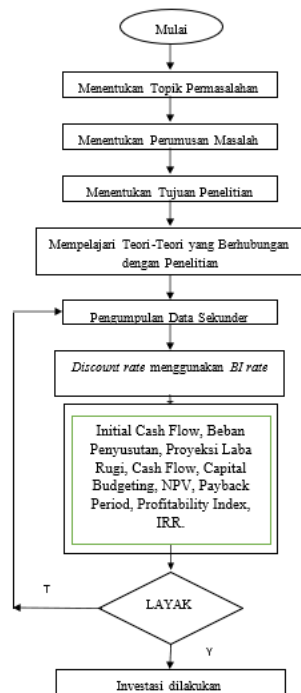 Mulai
Menentukan Topik Permasalahan
Menentukan Perumusan Masalah
Menentukan Tujuan Penelitian
Mempelajari Teori-Teori yang Berhubungan
dengan Penelitian
Pengumpulan Data Sekunder
Discount rate menggunakan BI rate
Initial Cash Flow, Beban
Penyusutan, Proyeksi Laba
Rugi, Cash Flow, Capital
Budgeting, NPV, Payback
Period, Profitability Index,
IRR.
T
LAYAK
Y
Investasi dilakukan